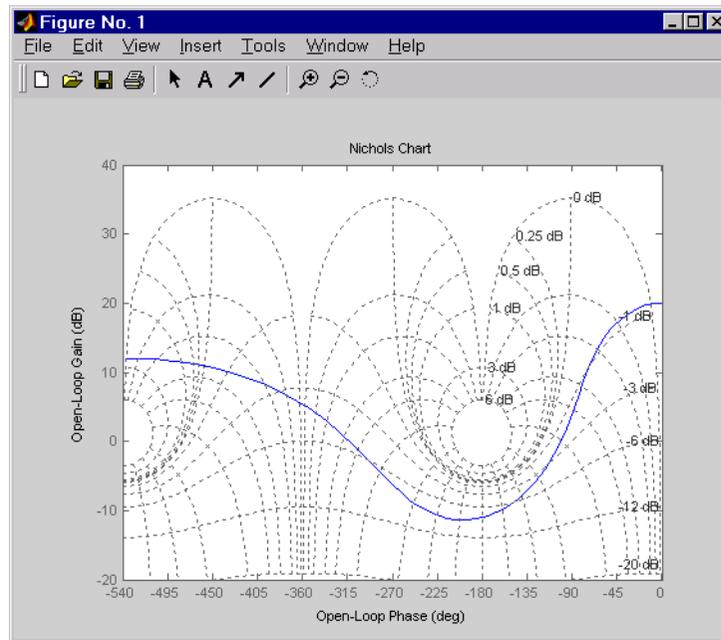 Figure No. 1
File Edit View Insert Tools Window Help
Nichols Chart
40
30
20
10
0
-10
-20
Open-Loop Gain (dB)
0 dB
0.25 dB
0.5 dB
1 dB
-1 dB
3 dB
-3 dB
6 dB
-6 dB
-12 dB
-20 dB
-540 -495 -450 -405 -360 -315 -270 -225 -180 -135 -90 -45 0
Open-Loop Phase (deg)